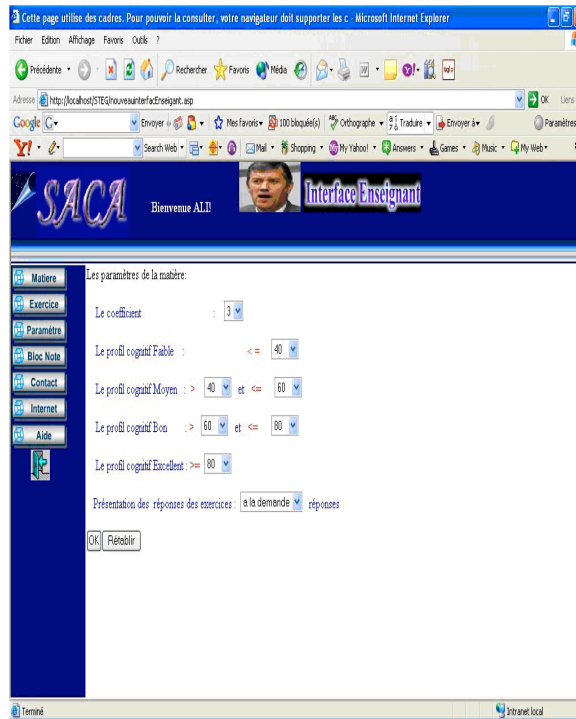 Cette page utilise des cadres. Pour pouvoir la consulter, votre navigateur doit supporter les c - Microsoft Internet Explorer
Fichier Edition Affichage Favoris Outils ?
Précédente Rechercher Favoris Média
Adresse http://localhost/STEG/nouveauinterfacEnseigant.asp OK Liens
Google G Envoyer Mes favoris 100 bloquée(s) Orthographe Traduire Envoyer à Paramètres
Y! Search Web Mail Shopping My Yahoo! Answers Games Music My Web
SACA Bienvenue ALI! Interface Enseignant
Matiere
Exercice
Paramétre
Bloc Note
Contact
Internet
Aide
Les paramètres de la matière:
Le coefficient : 3
Le profil cognitif Faible : <= 40
Le profil cognitif Moyen : > 40 et <= 60
Le profil cognitif Bon : > 60 et <= 80
Le profil cognitif Excellent : >= 80
Présentation des réponses des exercices : a la demande réponses
OK Rétablir
Terminé Intranet local